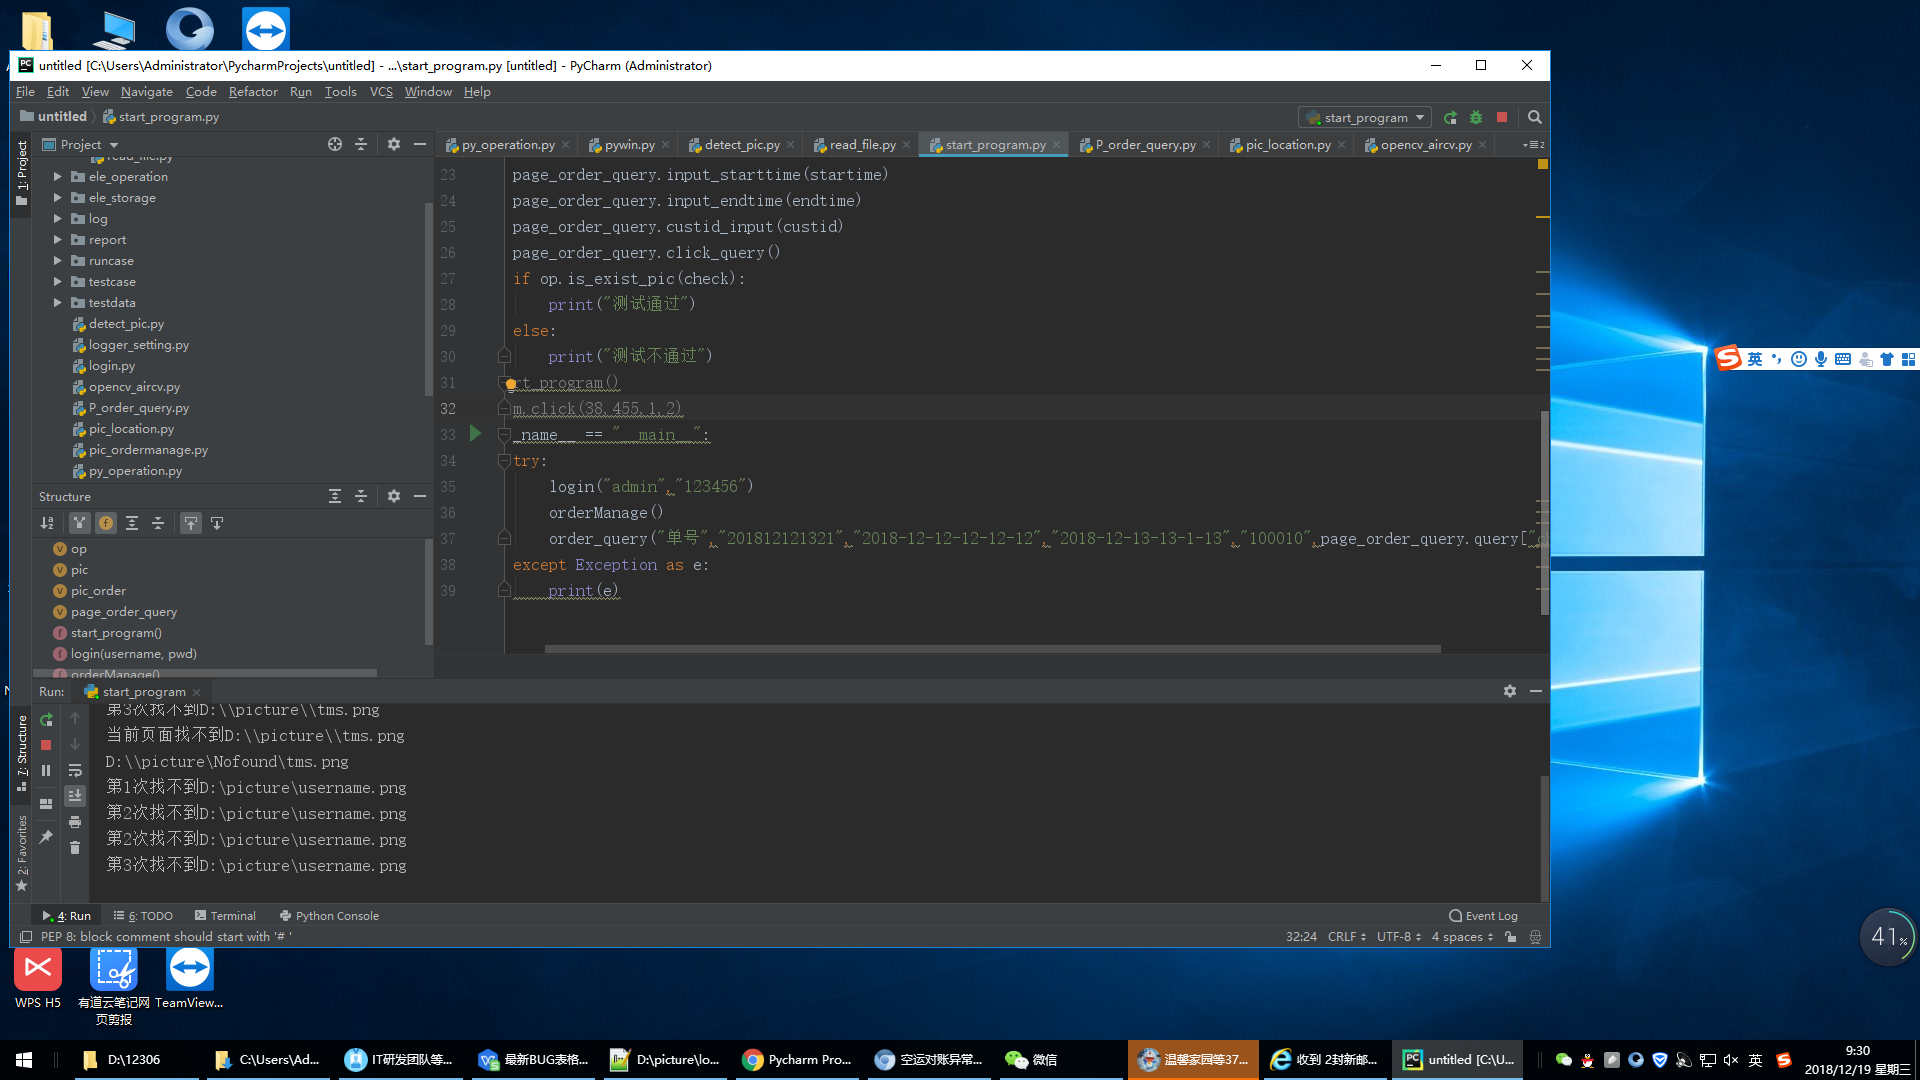 untitled [C:\Users\Administrator\PycharmProjects\untitled] - ...\start_program.py [untitled] - PyCharm (Administrator)
File Edit View Navigate Code Refactor Run Tools VCS Window Help
untitled start_program.py
start_program
1: Project
Project
py_operation.py pywin.py detect_pic.py read_file.py start_program.py P_order_query.py pic_location.py opencv_aircv.py
read_file.py
ele_operation
ele_storage
log
report
runcase
testcase
testdata
detect_pic.py
logger_setting.py
login.py
opencv_aircv.py
P_order_query.py
pic_location.py
pic_ordermanage.py
py_operation.py
23 page_order_query.input_starttime(startime)
24 page_order_query.input_endtime(endtime)
25 page_order_query.custid_input(custid)
26 page_order_query.click_query()
27 if op.is_exist_pic(check):
28 print("测试通过")
29 else:
30 print("测试不通过")
31 rt_program()
32 m.click(38,455,1,2)
33 _name__ == "__main__":
34 try:
35 login("admin","123456")
36 orderManage()
37 order_query("单号","201812121321","2018-12-12-12-12-12","2018-12-13-13-1-13","100010",page_order_query.query["
38 except Exception as e:
39 print(e)
Structure
op
pic
pic_order
page_order_query
start_program()
login(username, pwd)
orderManage()
7: Structure
2: Favorites
Run: start_program
第3次找不到D:\\picture\\tms.png
当前页面找不到D:\\picture\\tms.png
D:\\picture\Nofound\tms.png
第1次找不到D:\picture\username.png
第2次找不到D:\picture\username.png
第2次找不到D:\picture\username.png
第3次找不到D:\picture\username.png
4: Run 6: TODO Terminal Python Console Event Log
PEP 8: block comment should start with '# '
32:24 CRLF UTF-8 4 spaces
英
41%
WPS H5
有道云笔记网页剪报
TeamView...
D:\12306
C:\Users\Ad...
IT研发团队等...
最新BUG表格...
D:\picture\lo...
Pycharm Pro...
空运对账异常...
微信
温馨家园等37...
收到 2封新邮...
untitled [C:\U...
英
9:30
2018/12/19 星期三